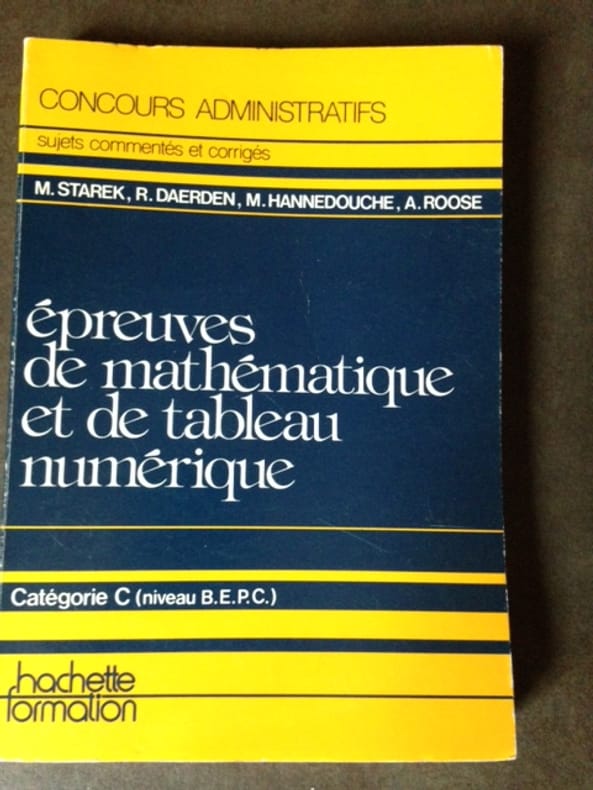 CONCOURS ADMINISTRATIFS
sujets commentés et corrigés
M. STAREK, R. DAERDEN, M. HANNEDOUCHE, A. ROOSE
épreuves
de mathématique
et de tableau
numérique
Catégorie C (niveau B.E.P.C.)
hachette
formation